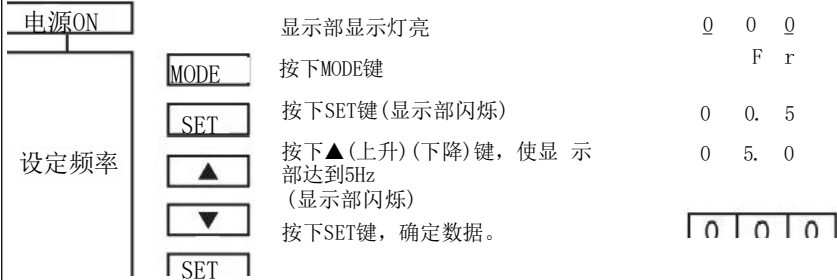 电源ON
显示部显示灯亮
0 0 0
F r
MODE
按下MODE键
SET
按下SET键(显示部闪烁)
0 0. 5
设定频率
▲
按下▲(上升)(下降)键，使显 示
部达到5Hz
(显示部闪烁)
0 5. 0
▼
按下SET键，确定数据。
0 0 0
SET